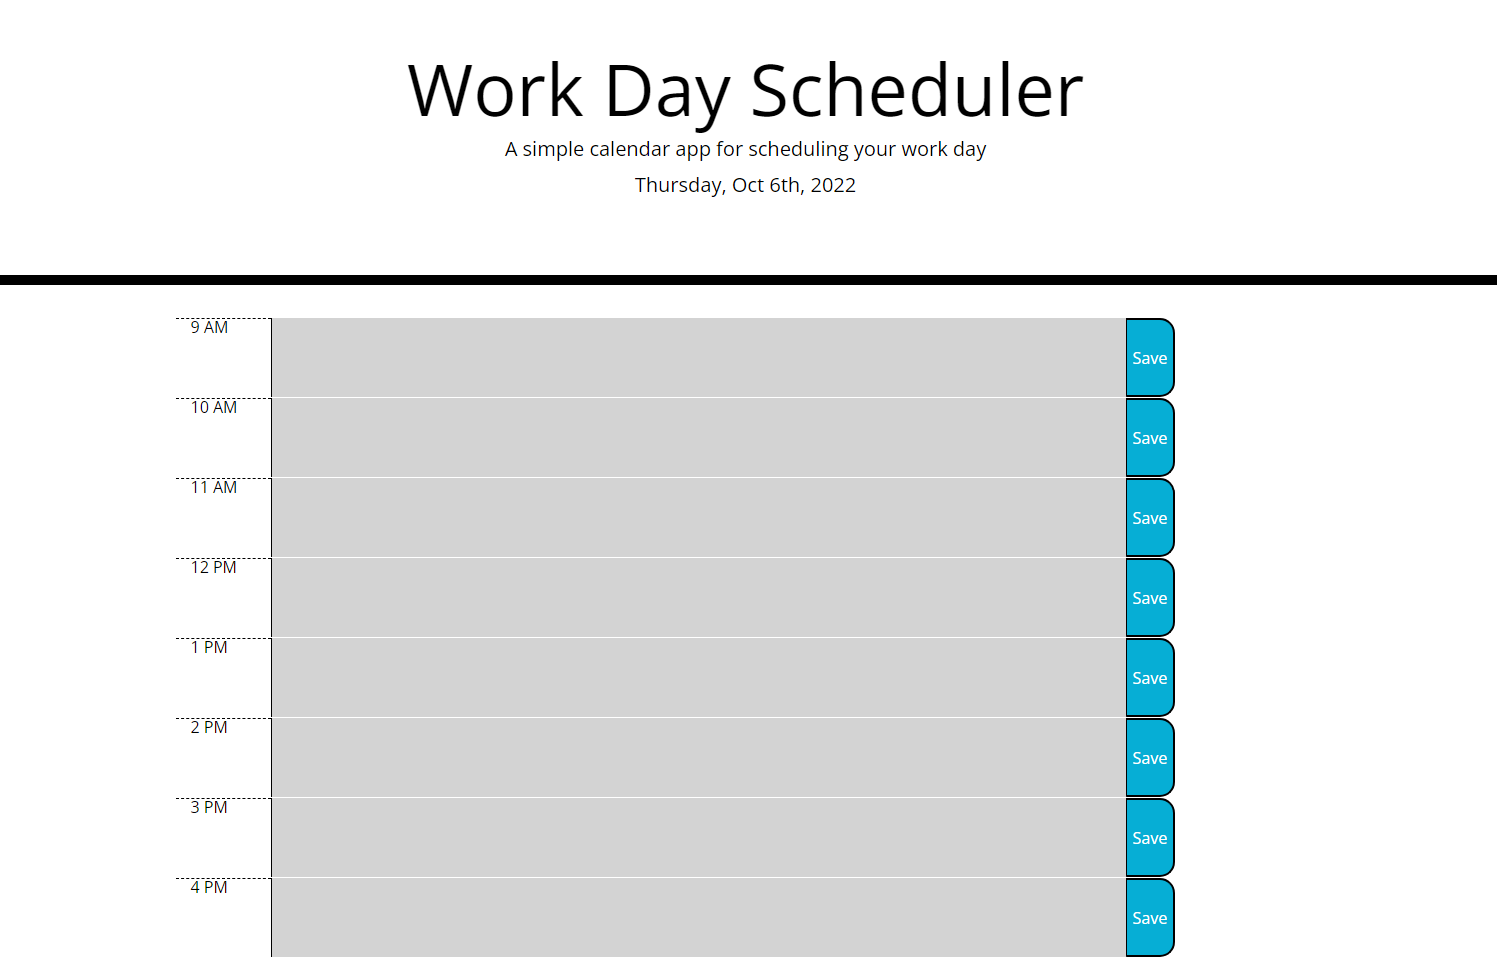 Work Day Scheduler
A simple calendar app for scheduling your work day
Thursday, Oct 6th, 2022
9 AM
Save
10 AM
Save
11 AM
Save
12 PM
Save
1 PM
Save
2 PM
Save
3 PM
Save
4 PM
Save